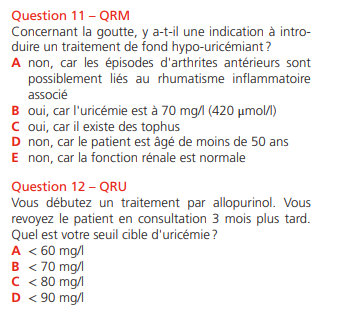 Question 11 – QRM
Concernant la goutte, y a-t-il une indication à intro-
duire un traitement de fond hypo-uricémiant ?
A non, car les épisodes d'arthrites antérieurs sont
possiblement liés au rhumatisme inflammatoire
associé
B oui, car l'uricémie est à 70 mg/l (420 µmol/l)
C oui, car il existe des tophus
D non, car le patient est âgé de moins de 50 ans
E non, car la fonction rénale est normale
Question 12 – QRU
Vous débutez un traitement par allopurinol. Vous
revoyez le patient en consultation 3 mois plus tard.
Quel est votre seuil cible d'uricémie ?
A < 60 mg/l
B < 70 mg/l
C < 80 mg/l
D < 90 mg/l